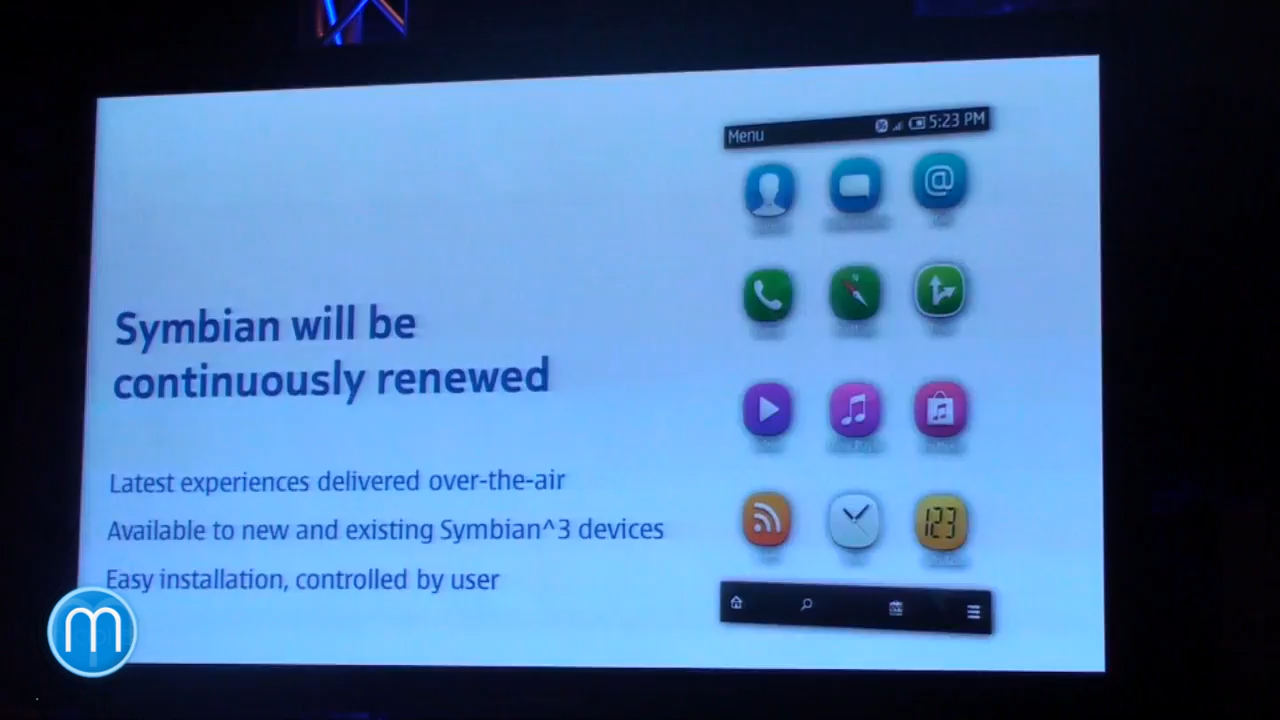 Menu
5:23 PM
@
N
Symbian will be
continuously renewed
123
Latest experiences delivered over-the-air
Available to new and existing Symbian^3 devices
Easy installation, controlled by user
m